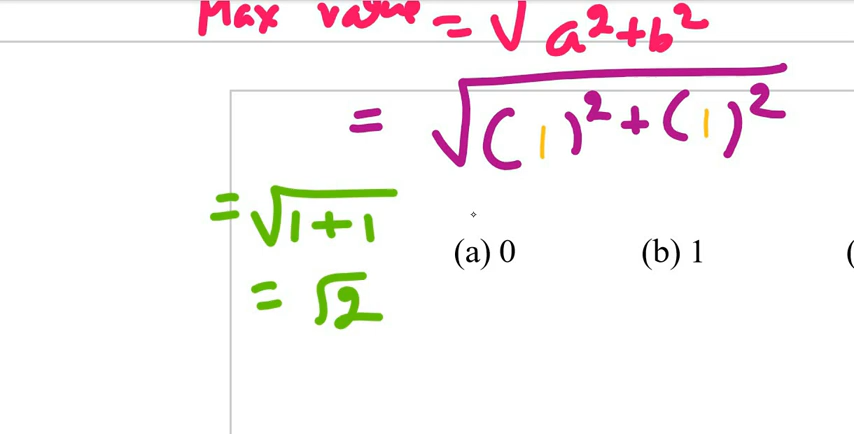 Max value = √a²+b²
= √(1)²+(1)²
= √1+1
(a) 0 (b) 1 (
= √2